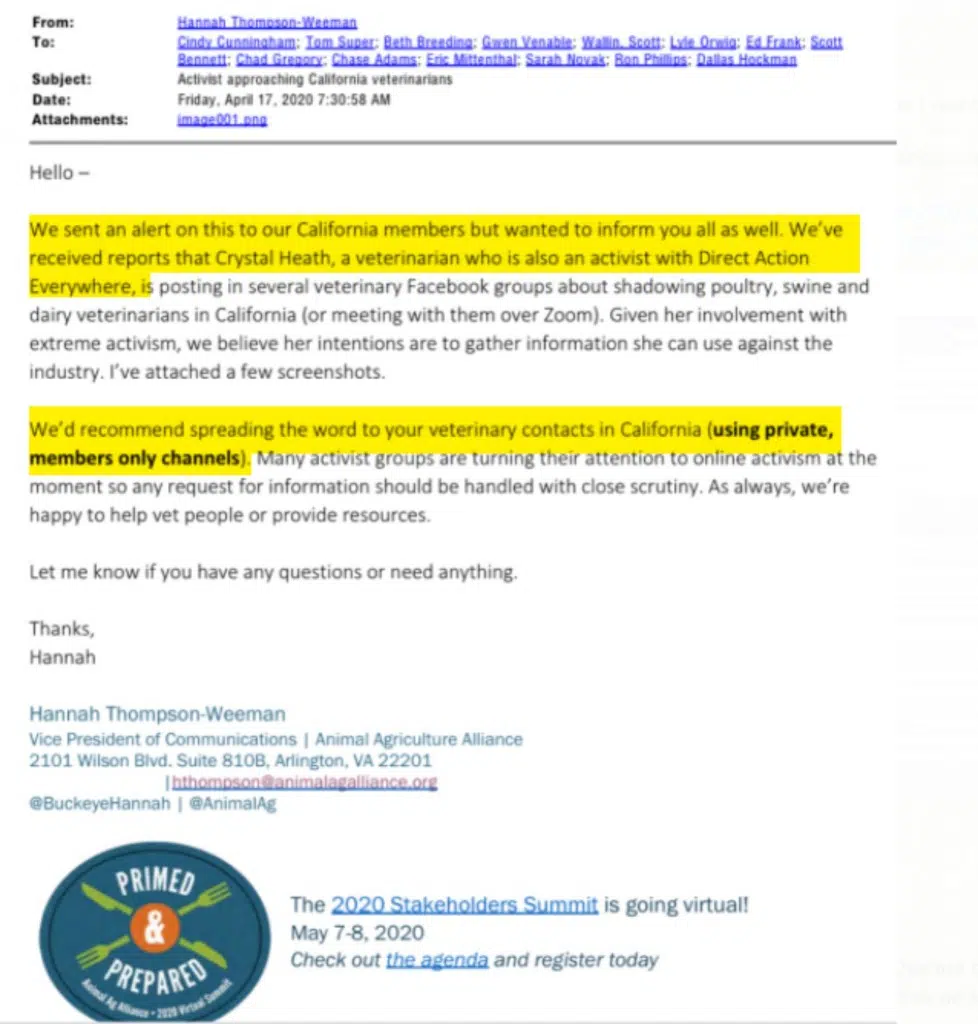 From: Hannah Thompson-Weeman
To: Cindy Cunningham; Tom Super; Beth Breeding; Gwen Venable; Wallin, Scott; Lyle Orwig; Ed Frank; Scott
Bennett; Chad Gregory; Chase Adams; Eric Mittenthal; Sarah Novak; Ron Phillips; Dallas Hockman
Subject: Activist approaching California veterinarians
Date: Friday, April 17, 2020 7:30:58 AM
Attachments: image001.png
Hello –
We sent an alert on this to our California members but wanted to inform you all as well. We’ve
received reports that Crystal Heath, a veterinarian who is also an activist with Direct Action
Everywhere, is posting in several veterinary Facebook groups about shadowing poultry, swine and
dairy veterinarians in California (or meeting with them over Zoom). Given her involvement with
extreme activism, we believe her intentions are to gather information she can use against the
industry. I’ve attached a few screenshots.
We’d recommend spreading the word to your veterinary contacts in California (using private,
members only channels). Many activist groups are turning their attention to online activism at the
moment so any request for information should be handled with close scrutiny. As always, we’re
happy to help vet people or provide resources.
Let me know if you have any questions or need anything.
Thanks,
Hannah
Hannah Thompson-Weeman
Vice President of Communications | Animal Agriculture Alliance
2101 Wilson Blvd. Suite 810B, Arlington, VA 22201
|hthompson@animalagalliance.org
@BuckeyeHannah | @AnimalAg
PRIMED
&
PREPARED
Animal Ag Alliance • 2020 Virtual Summit
The 2020 Stakeholders Summit is going virtual!
May 7-8, 2020
Check out the agenda and register today